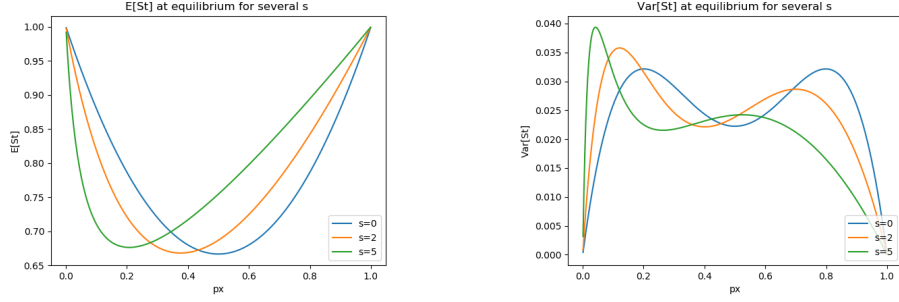 E[St] at equilibrium for several s
1.00
0.95
0.90
0.85
0.80
0.75
0.70
0.65
E[St]
0.0 0.2 0.4 0.6 0.8 1.0
px
s=0
s=2
s=5
Var[St] at equilibrium for several s
0.040
0.035
0.030
0.025
0.020
0.015
0.010
0.005
0.000
Var[St]
0.0 0.2 0.4 0.6 0.8 1.0
px
s=0
s=2
s=5